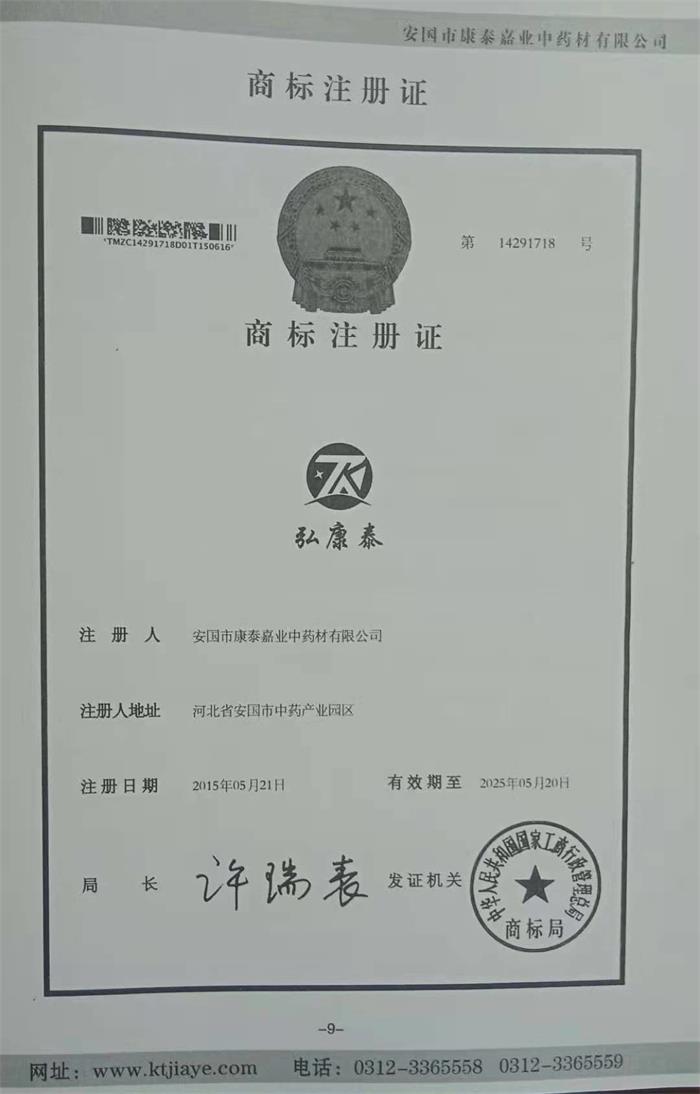 安国市康泰嘉业中药材有限公司
商标注册证
*TMZC14291718D01T150616*
第 14291718 号
商标注册证
TK
弘康泰
注册人 安国市康泰嘉业中药材有限公司
注册人地址 河北省安国市中药产业园区
注册日期 2015年05月21日 有效期至 2025年05月20日
局长 许瑞表 发证机关
中华人民共和国国家工商行政管理总局
商标局
-9-
网址：www.ktjiaye.com 电话：0312-3365558 0312-3365559